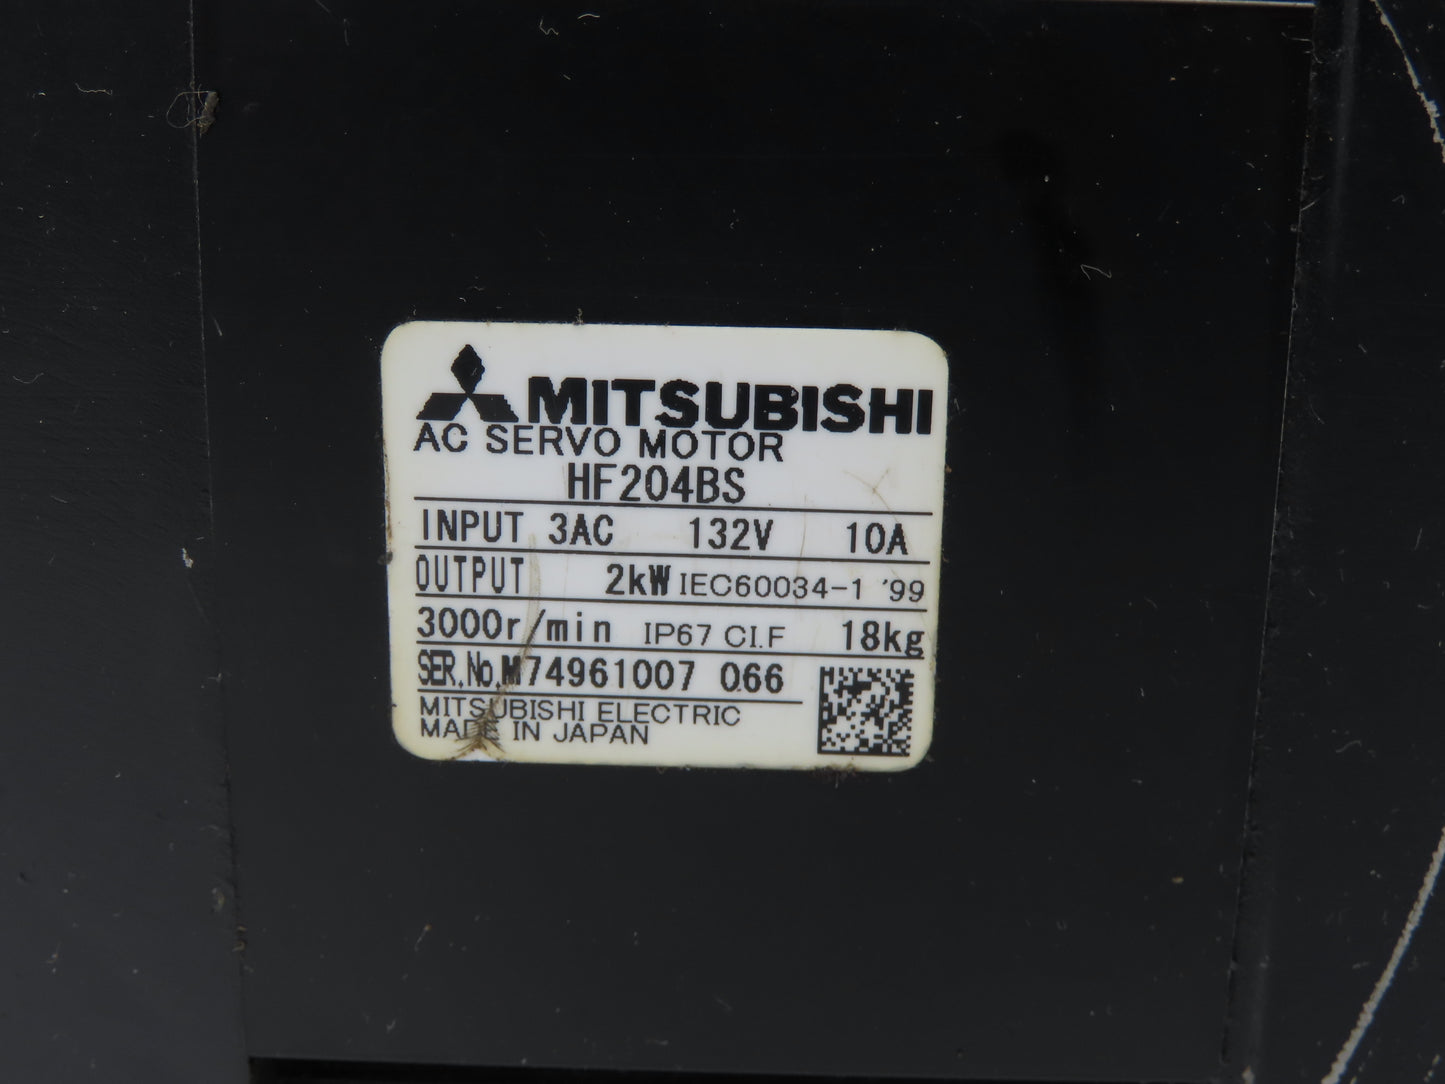 MITSUBISHI
AC SERVO MOTOR
HF204BS
INPUT 3AC 132V 10A
OUTPUT 2kW IEC60034-1 '99
3000r/min IP67 CI.F 18kg
SER.No.M74961007 066
MITSUBISHI ELECTRIC
MADE IN JAPAN